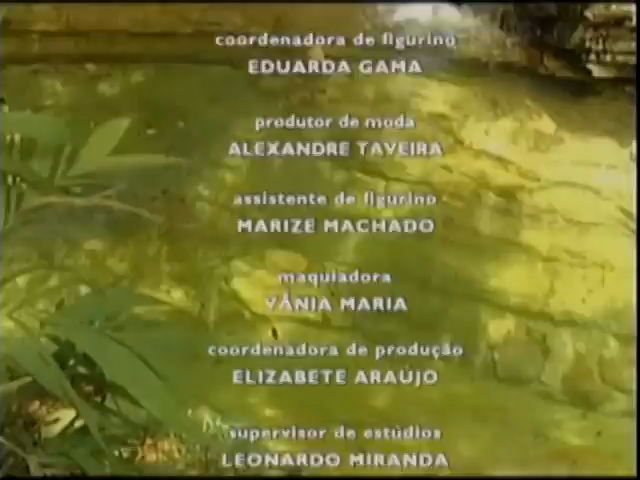 coordenadora de figurino
EDUARDA GAMA
produtor de moda
ALEXANDRE TAVEIRA
assistente de figurino
MARIZE MACHADO
maquiadora
VÂNIA MARIA
coordenadora de produção
ELIZABETE ARAÚJO
supervisor de estúdios
LEONARDO MIRANDA